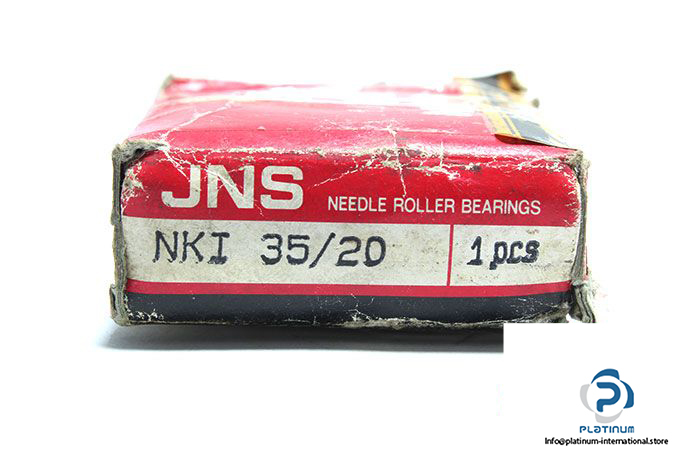 JNS NEEDLE ROLLER BEARINGS
NKI 35/20 1 pcs
PLATINUM
Info@platinum-international.store